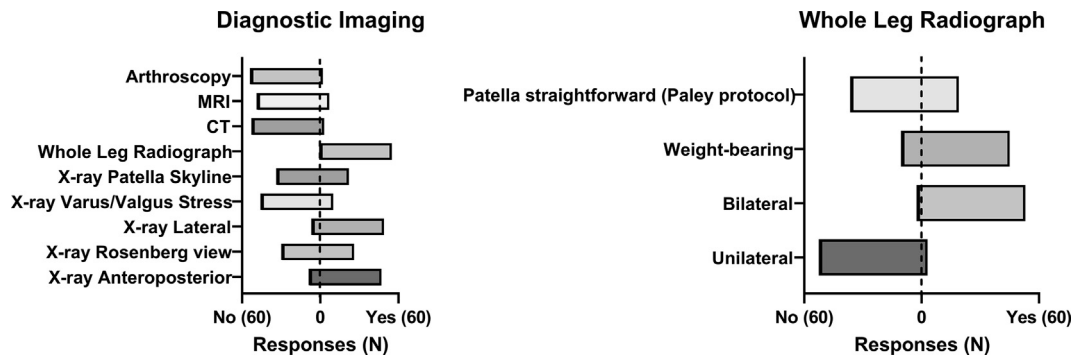 Diagnostic Imaging
Arthroscopy
MRI
CT
Whole Leg Radiograph
X-ray Patella Skyline
X-ray Varus/Valgus Stress
X-ray Lateral
X-ray Rosenberg view
X-ray Anteroposterior
No (60) 0 Yes (60)
Responses (N)
Whole Leg Radiograph
Patella straightforward (Paley protocol)
Weight-bearing
Bilateral
Unilateral
No (60) 0 Yes (60)
Responses (N)